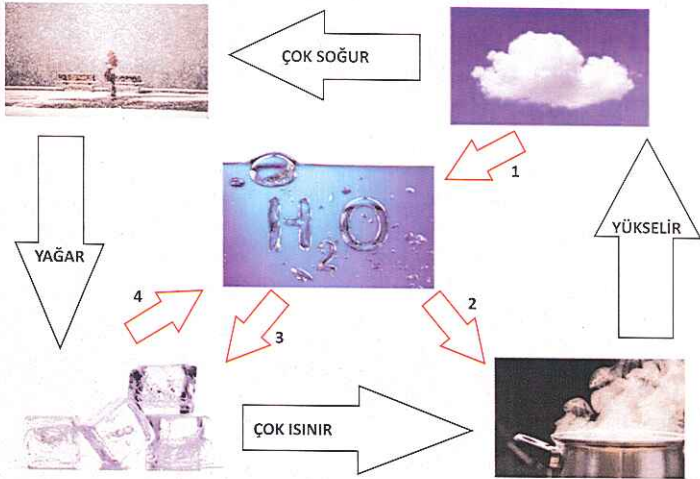 ÇOK SOĞUR
1
H2O
YAĞAR
YÜKSELİR
4
2
3
ÇOK ISINIR